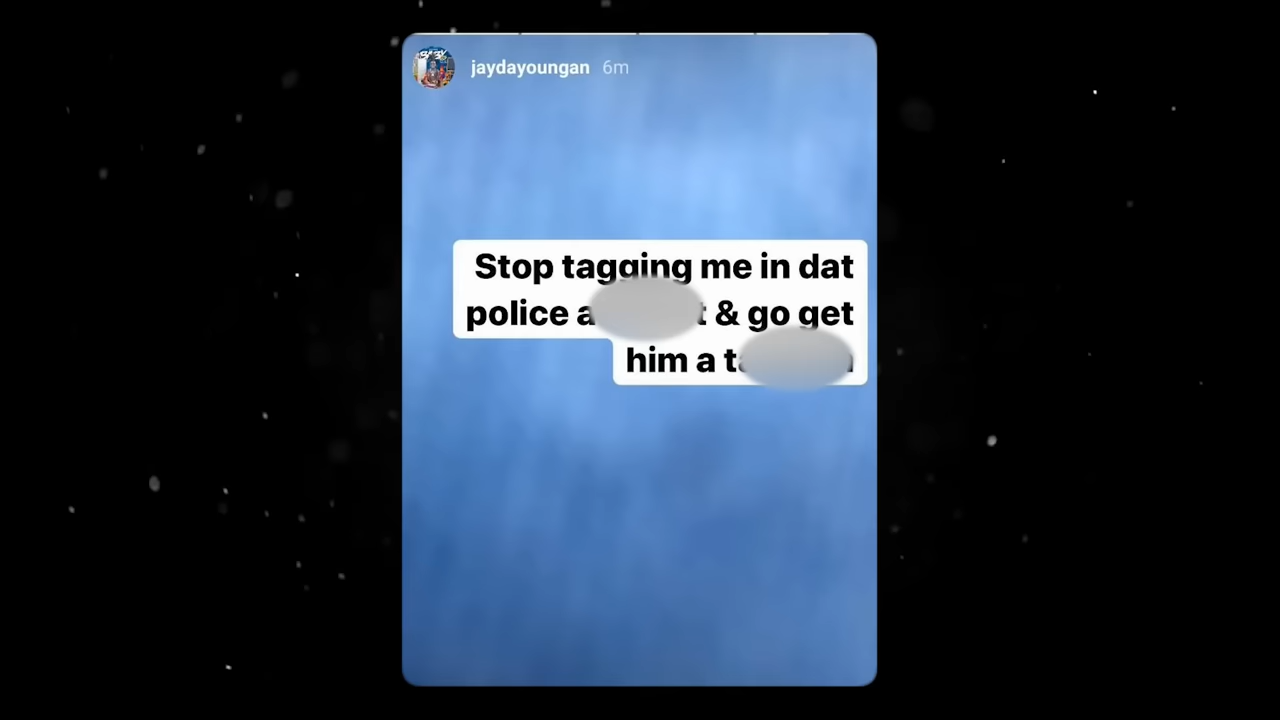 jaydayoungan 6m
Stop tagging me in dat
police & go get
him a